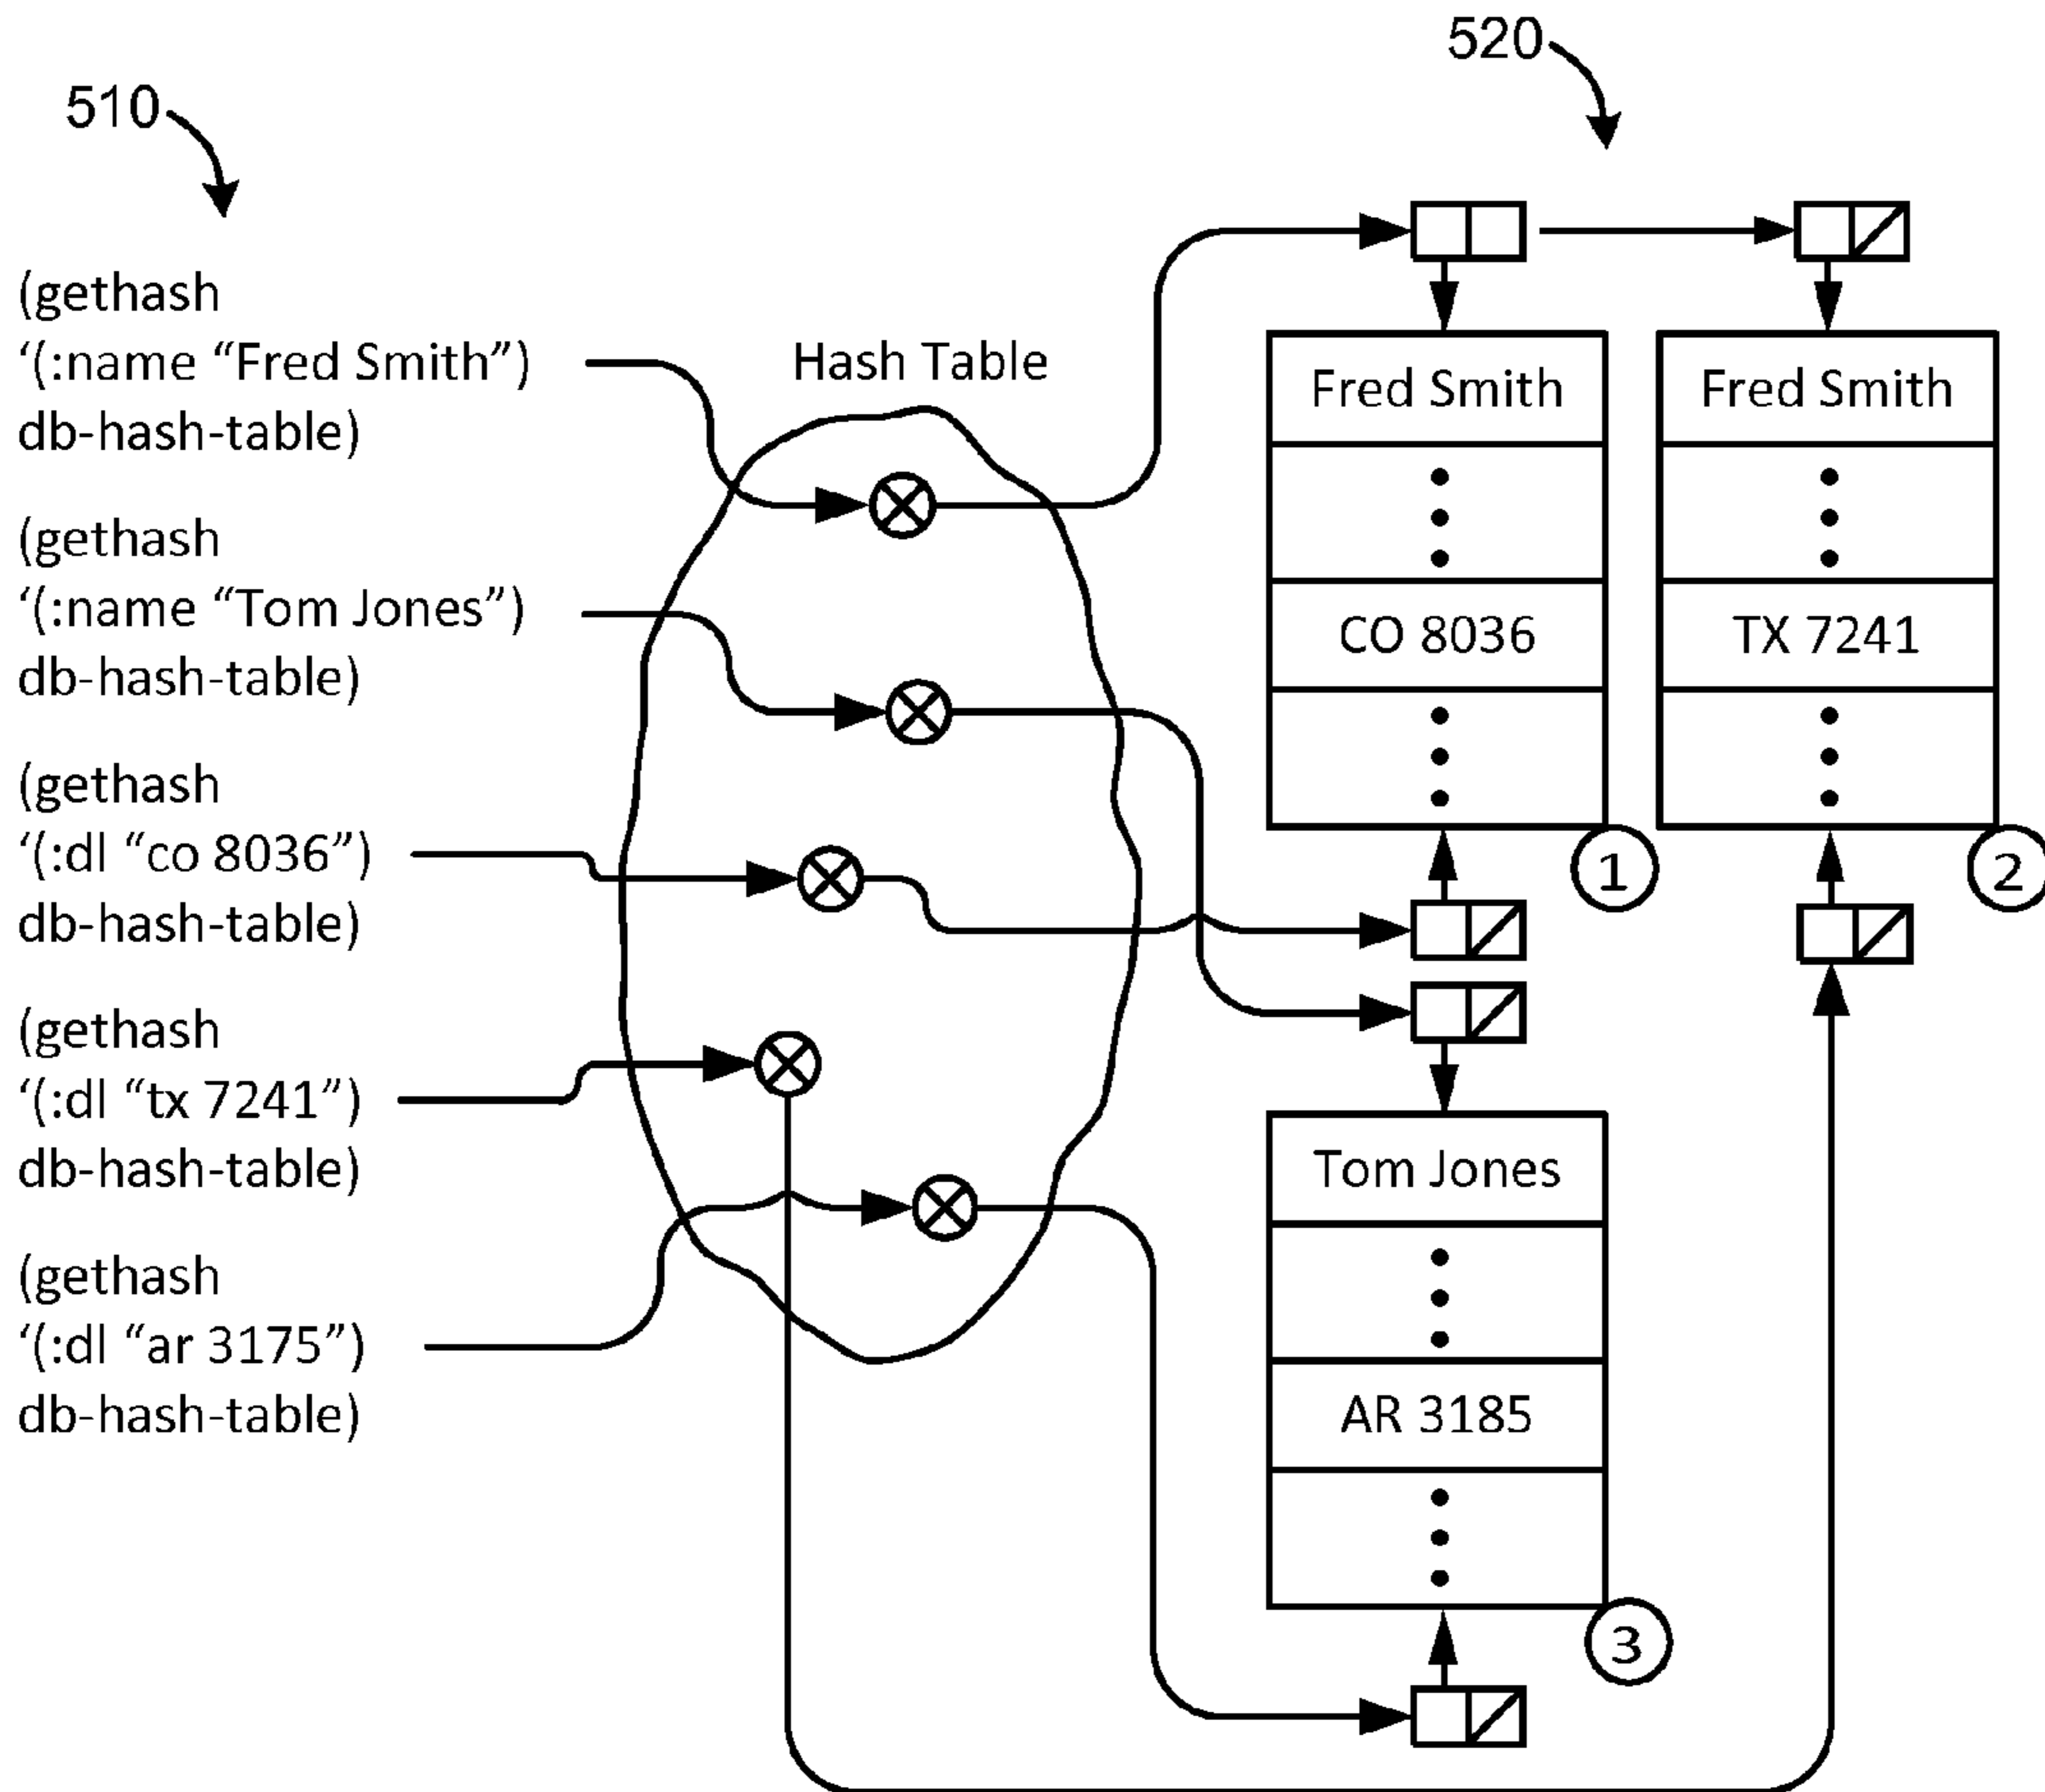 510
520
(gethash
‘(:name “Fred Smith”)
db-hash-table)
(gethash
‘(:name “Tom Jones”)
db-hash-table)
(gethash
‘(:dl “co 8036”)
db-hash-table)
(gethash
‘(:dl “tx 7241”)
db-hash-table)
(gethash
‘(:dl “ar 3175”)
db-hash-table)
Hash Table
Fred Smith
CO 8036
1
Fred Smith
TX 7241
2
Tom Jones
AR 3185
3